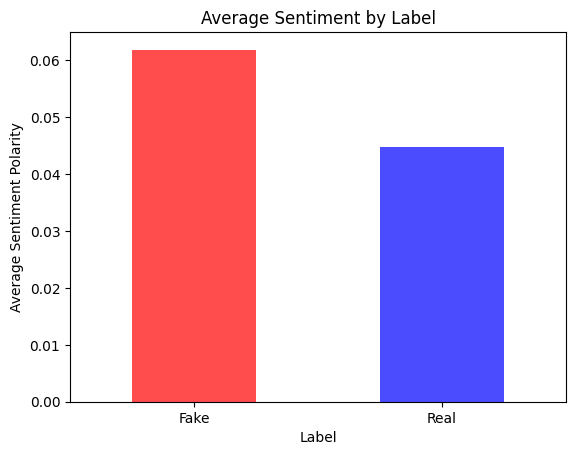 Average Sentiment by Label
Average Sentiment Polarity
0.06
0.05
0.04
0.03
0.02
0.01
0.00
Fake
Real
Label